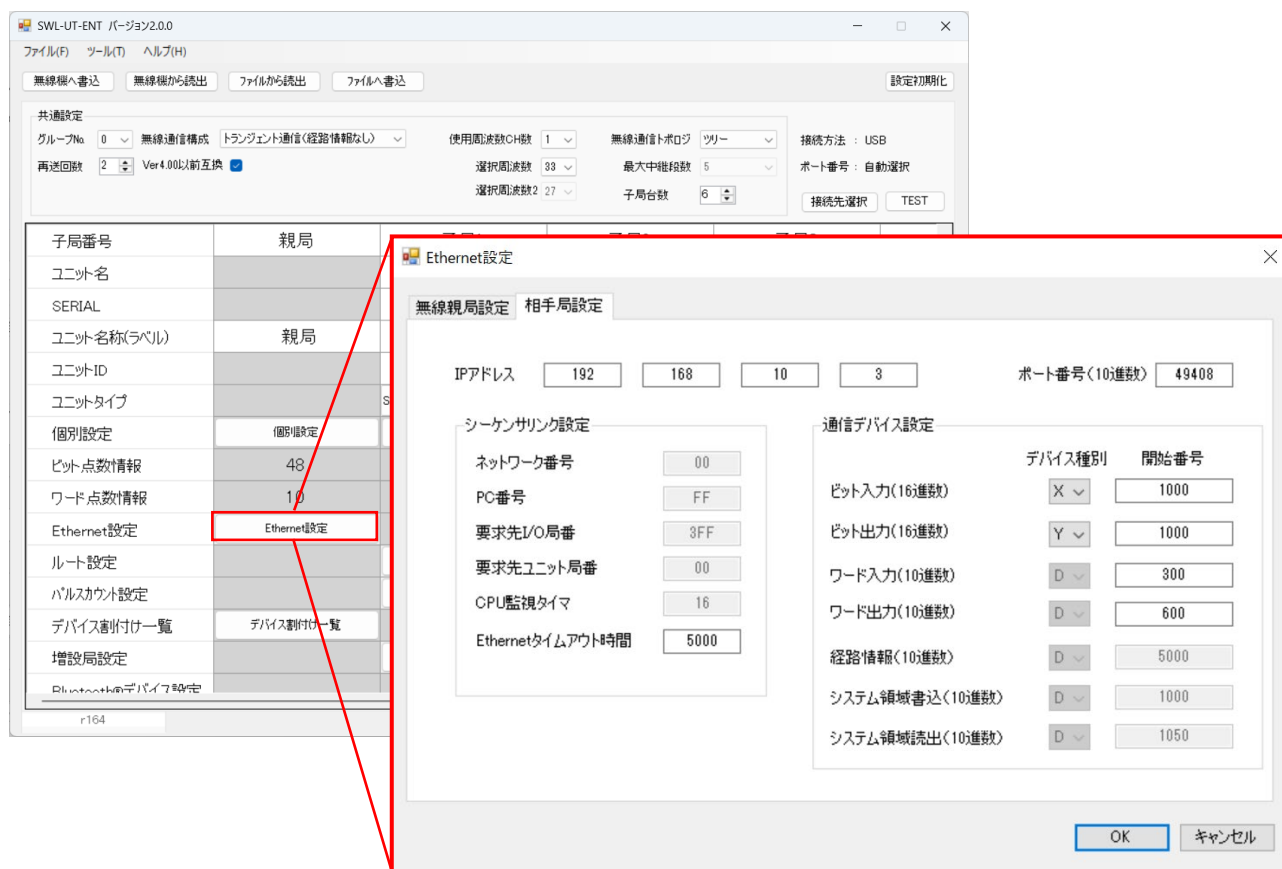 SWL-UT-ENT バージョン2.0.0
ファイル(F) ツール(T) ヘルプ(H)
無線機へ書込 無線機から読出 ファイルから読出 ファイルへ書込 設定初期化
共通設定
グループNo. 0 無線通信構成 トランジェント通信(経路情報なし) 使用周波数CH数 1 無線通信トポロジ ツリー 接続方法 : USB
再送回数 2 Ver4.00以前互換 選択周波数 33 最大中継段数 5 ポート番号 : 自動選択
選択周波数2 27 子局台数 6 接続先選択 TEST
子局番号 親局
ユニット名
SERIAL
ユニット名称(ラベル) 親局
ユニットID
ユニットタイプ
個別設定 個別設定
ビット点数情報 48
ワード点数情報 10
Ethernet設定 Ethernet設定
ルート設定
パルスカウント設定
デバイス割付け一覧 デバイス割付け一覧
増設局設定
Bluetooth®デバイス設定
r164
Ethernet設定
無線親局設定 相手局設定
IPアドレス 192 168 10 3 ポート番号(10進数) 49408
シーケンサリンク設定
ネットワーク番号 00
PC番号 FF
要求先I/O局番 3FF
要求先ユニット局番 00
CPU監視タイマ 16
Ethernetタイムアウト時間 5000
通信デバイス設定
デバイス種別 開始番号
ビット入力(16進数) X 1000
ビット出力(16進数) Y 1000
ワード入力(10進数) D 300
ワード出力(10進数) D 600
経路情報(10進数) D 5000
システム領域書込(10進数) D 1000
システム領域読出(10進数) D 1050
OK キャンセル